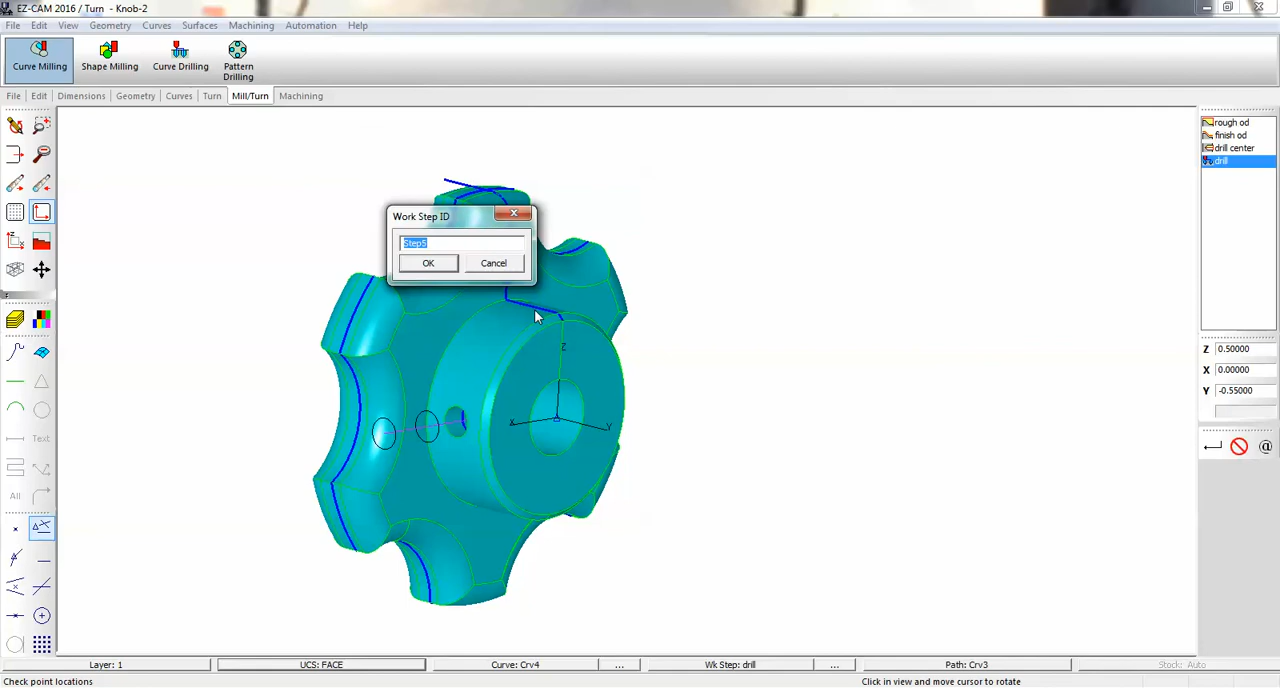 EZ-CAM 2016 / Turn - Knob-2
File Edit View Geometry Curves Surfaces Machining Automation Help
Curve Milling Shape Milling Curve Drilling Pattern Drilling
File Edit Dimensions Geometry Curves Turn Mill/Turn Machining
rough od
finish od
drill center
drill
Work Step ID
Step5
OK Cancel
Z 0.50000
X 0.00000
Y -0.55000
Z
X
Y
Text
All
@
Layer: 1 UCS: FACE Curve: Crv4 ... Wk Step: drill ... Path: Crv3 Stock: Auto
Check point locations Click in view and move cursor to rotate